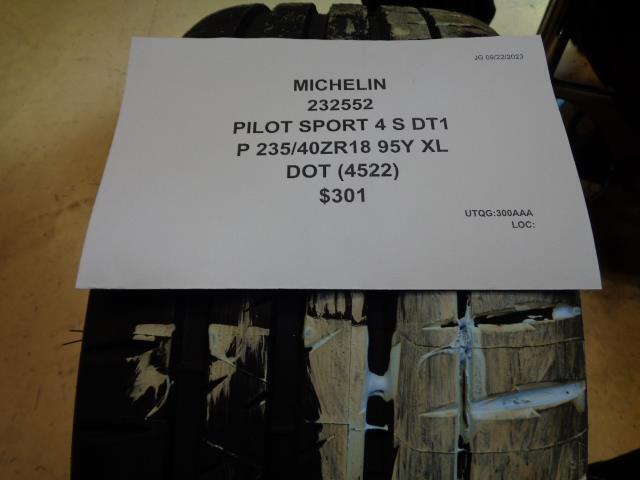 JG 09/22/2023
MICHELIN
232552
PILOT SPORT 4 S DT1
P 235/40ZR18 95Y XL
DOT (4522)
$301
UTQG:300AAA
LOC: